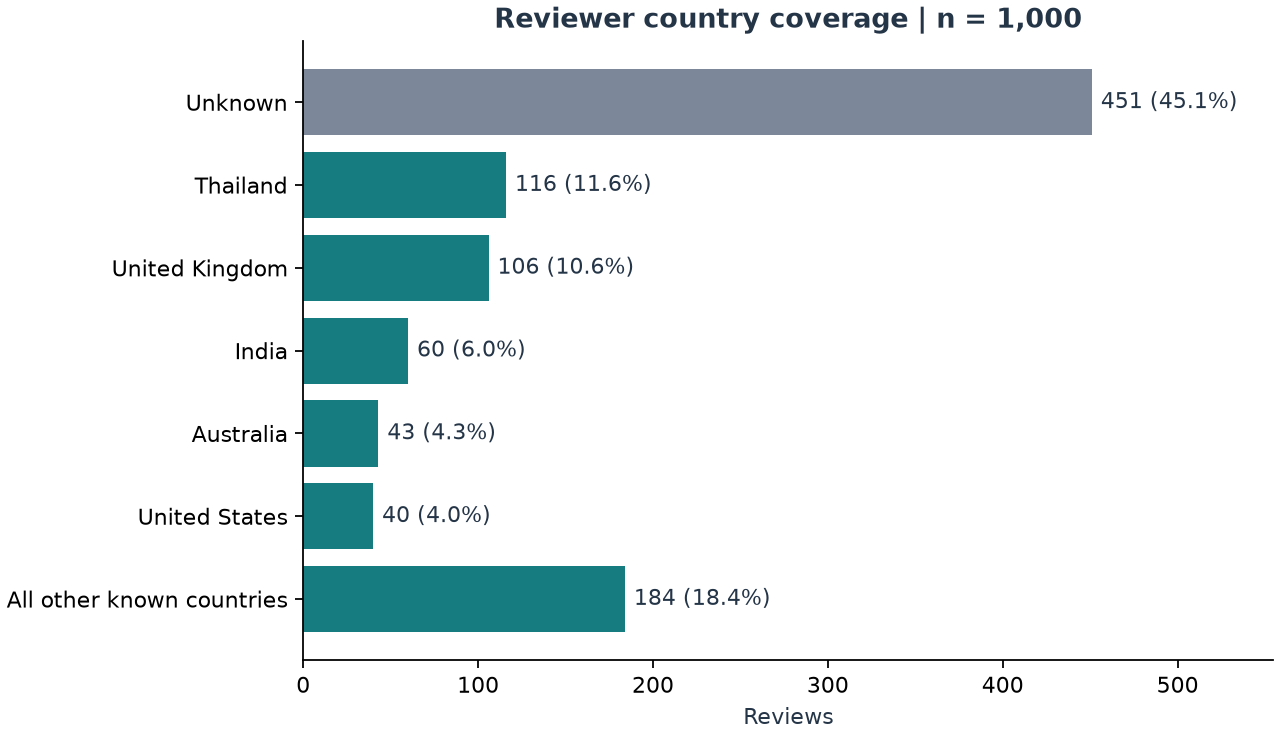 Reviewer country coverage | n = 1,000
Unknown 451 (45.1%)
Thailand 116 (11.6%)
United Kingdom 106 (10.6%)
India 60 (6.0%)
Australia 43 (4.3%)
United States 40 (4.0%)
All other known countries 184 (18.4%)
0 100 200 300 400 500
Reviews